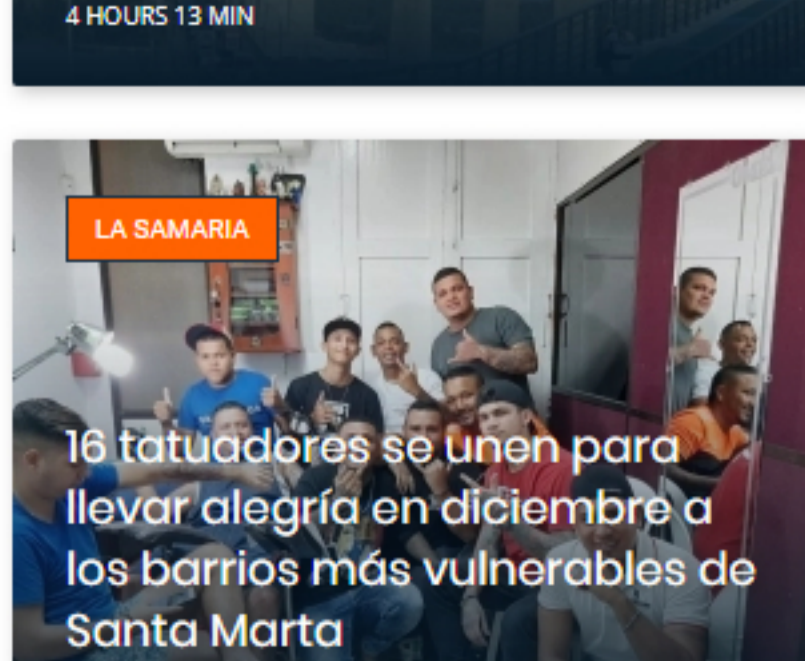 4 HOURS 13 MIN
LA SAMARIA
16 tatuadores se unen para
llevar alegría en diciembre a
los barrios más vulnerables de
Santa Marta